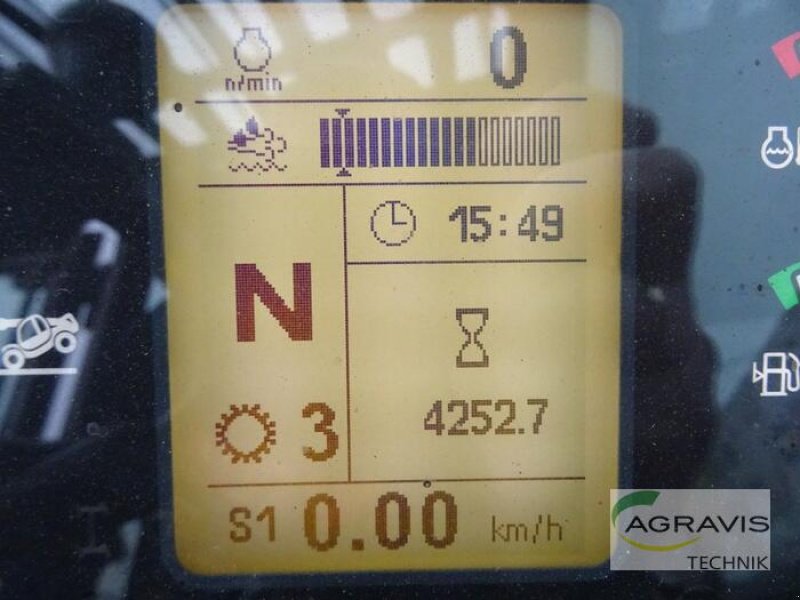 n/min 0
15:49
N
3
4252.7
S1 0.00 km/h
AGRAVIS
TECHNIK